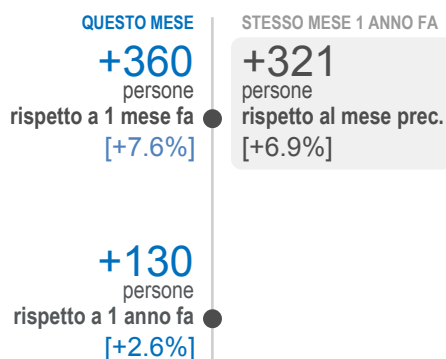 QUESTO MESE
+360
persone
rispetto a 1 mese fa
[+7.6%]
STESSO MESE 1 ANNO FA
+321
persone
rispetto al mese prec.
[+6.9%]
+130
persone
rispetto a 1 anno fa
[+2.6%]